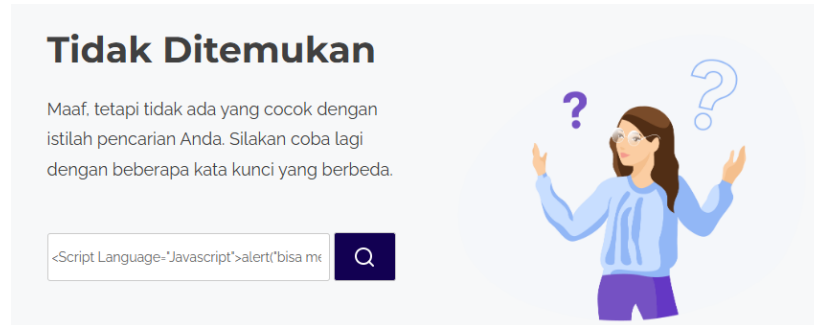 Tidak Ditemukan
Maaf, tetapi tidak ada yang cocok dengan
istilah pencarian Anda. Silakan coba lagi
dengan beberapa kata kunci yang berbeda.
<Script Language="Javascript">alert("bisa me
? ?